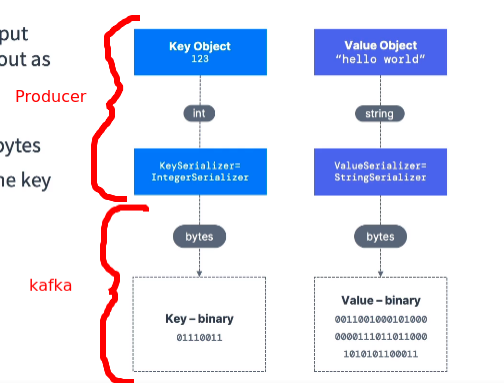 put
out as
Producer
bytes
he key
kafka
Key Object
123
int
KeySerializer=
IntegerSerializer
bytes
Key – binary
01110011
Value Object
“hello world”
string
ValueSerializer=
StringSerializer
bytes
Value – binary
0011001000101000
0000111011011000
1010101100011